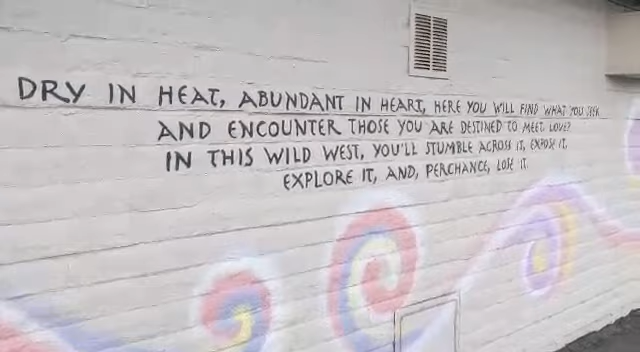 DRY IN HEAT, ABUNDANT IN HEART, HERE YOU WILL FIND WHAT YOU SEEK
AND ENCOUNTER THOSE YOU ARE DESTINED TO MEET. LOVE?
IN THIS WILD WEST, YOU'LL STUMBLE ACROSS IT, EXPOSE IT,
EXPLORE IT, AND, PERCHANCE, LOSE IT.